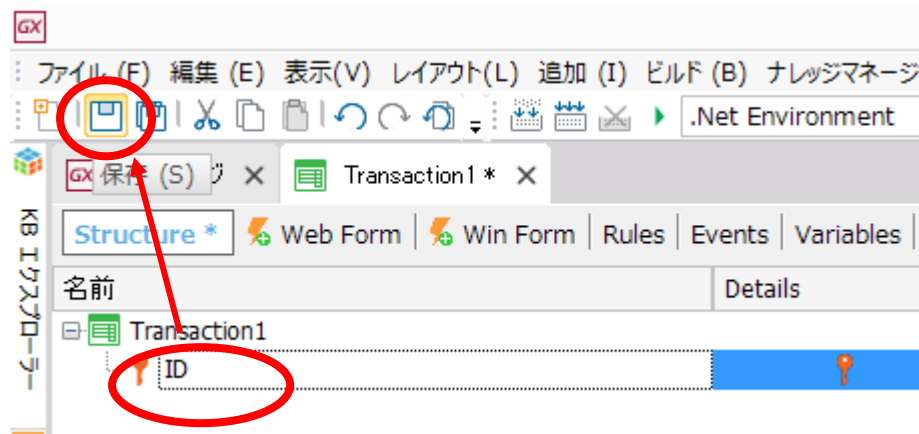 GX
ファイル (F) 編集 (E) 表示(V) レイアウト(L) 追加 (I) ビルド (B) ナレッジマネージ
.Net Environment
GX 保存 (S) ジ Transaction1 *
Structure * Web Form Win Form Rules Events Variables
KB エクスプローラー
名前 Details
Transaction1
ID